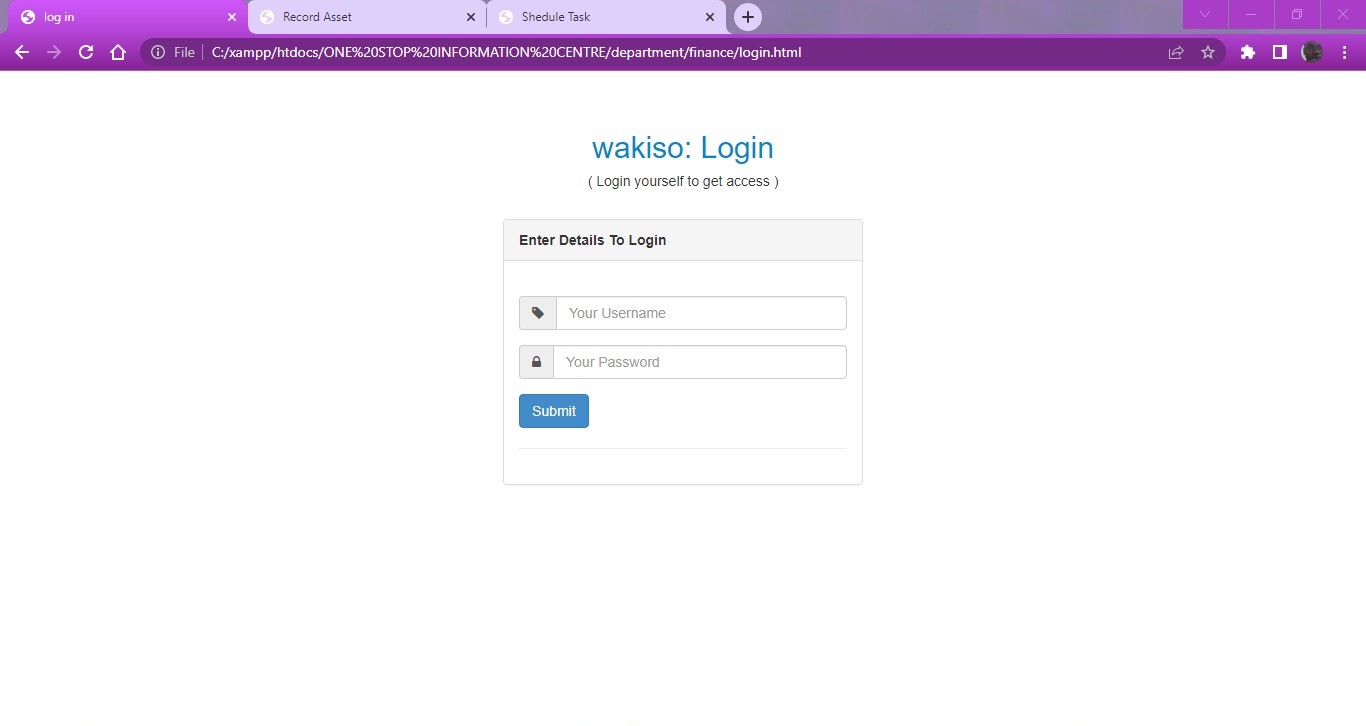 log in
Record Asset
Shedule Task
File
C:/xampp/htdocs/ONE%20STOP%20INFORMATION%20CENTRE/department/finance/login.html
wakiso: Login
( Login yourself to get access )
Enter Details To Login
Your Username
Your Password
Submit